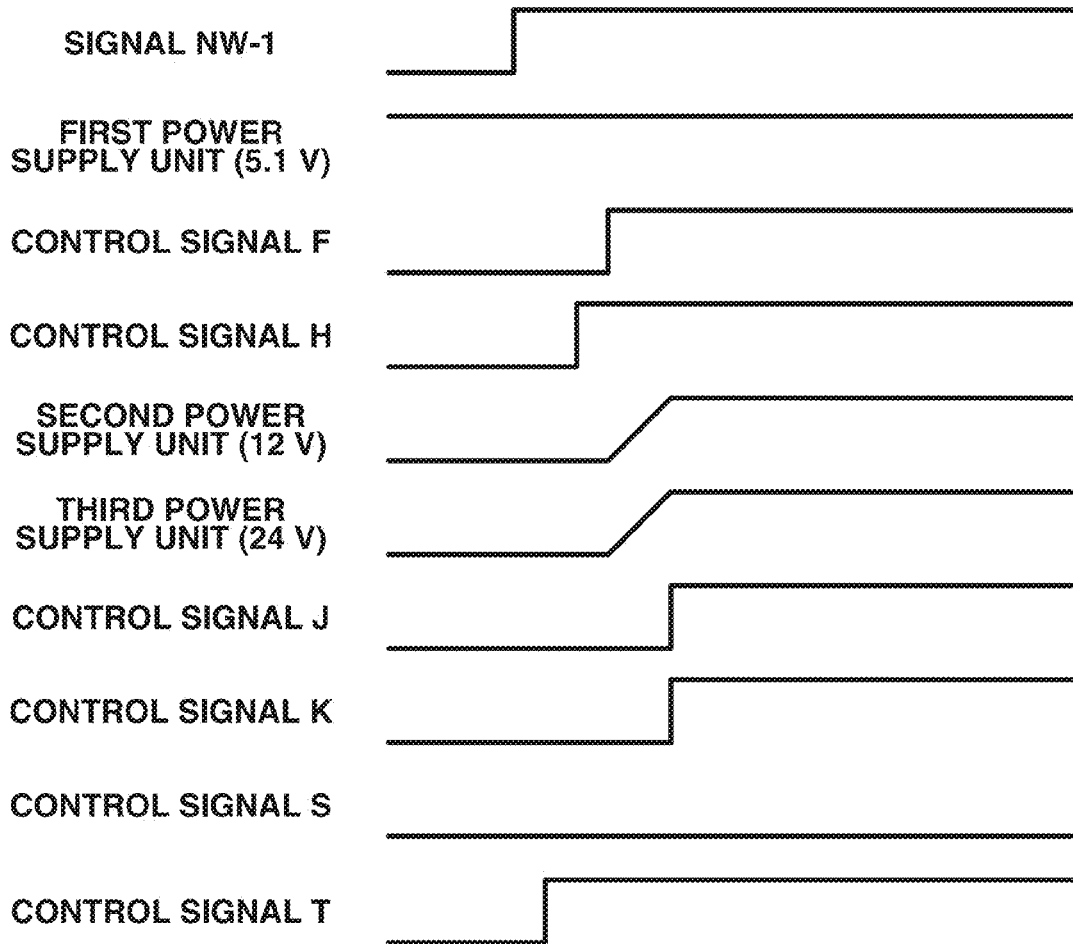 SIGNAL NW-1
FIRST POWER
SUPPLY UNIT (5.1 V)
CONTROL SIGNAL F
CONTROL SIGNAL H
SECOND POWER
SUPPLY UNIT (12 V)
THIRD POWER
SUPPLY UNIT (24 V)
CONTROL SIGNAL J
CONTROL SIGNAL K
CONTROL SIGNAL S
CONTROL SIGNAL T